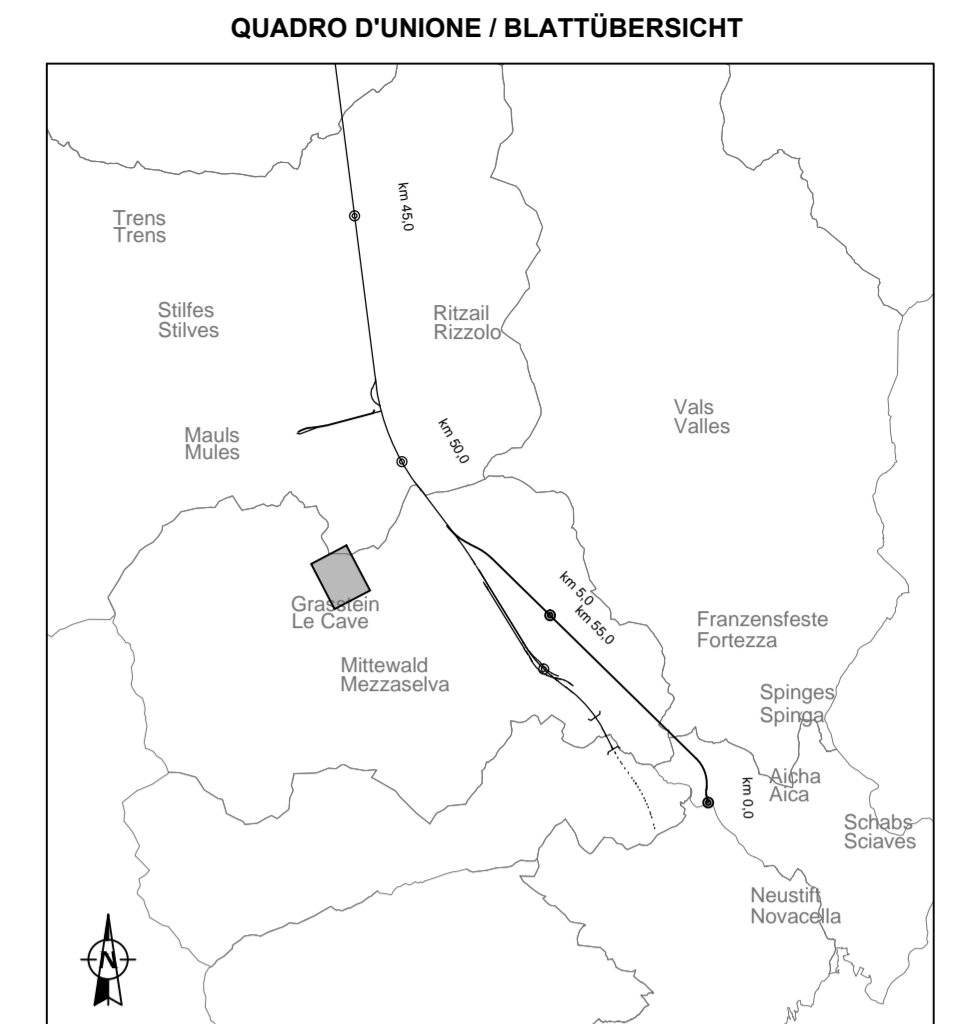 QUADRO D'UNIONE / BLATTÜBERSICHT
km 45,0
Trens
Trens
Stilfes
Stilves
Ritzail
Rizzolo
Vals
Valles
Mauls
Mules
km 50,0
km 5,0
km 55,0
Grasstein
Le Cave
Franzensfeste
Fortezza
Mittewald
Mezzaselva
Spinges
Spinga
Aicha
Aica
km 0,0
Schabs
Sciaves
Neustift
Novacella
N